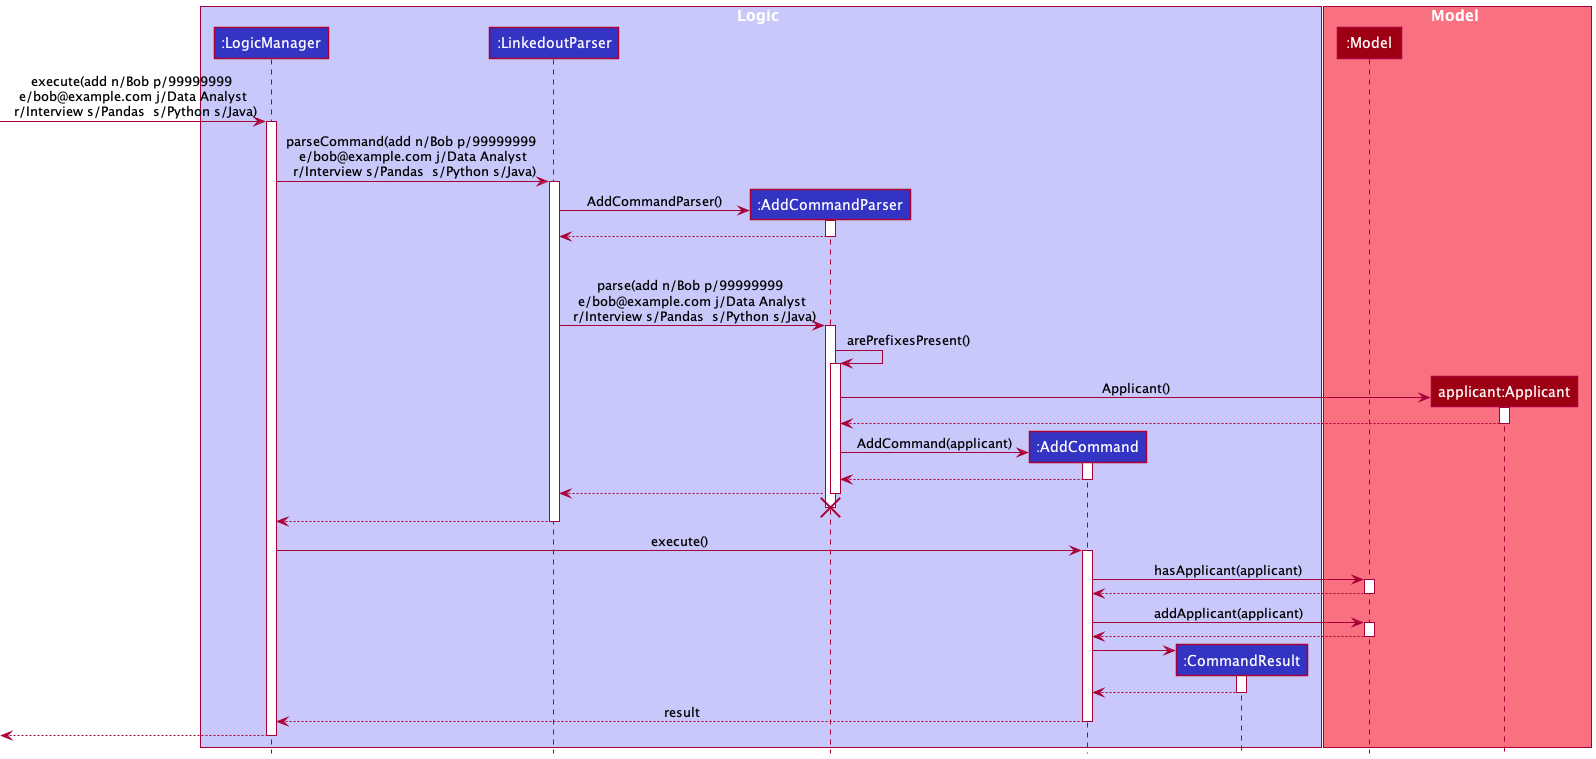 Logic
Model
:LogicManager
:LinkedoutParser
:Model
execute(add n/Bob p/99999999
e/bob@example.com j/Data Analyst
r/Interview s/Pandas  s/Python s/Java)
parseCommand(add n/Bob p/99999999
e/bob@example.com j/Data Analyst
r/Interview s/Pandas  s/Python s/Java)
AddCommandParser()
:AddCommandParser
parse(add n/Bob p/99999999
e/bob@example.com j/Data Analyst
r/Interview s/Pandas  s/Python s/Java)
arePrefixesPresent()
Applicant()
applicant:Applicant
AddCommand(applicant)
:AddCommand
execute()
hasApplicant(applicant)
addApplicant(applicant)
:CommandResult
result